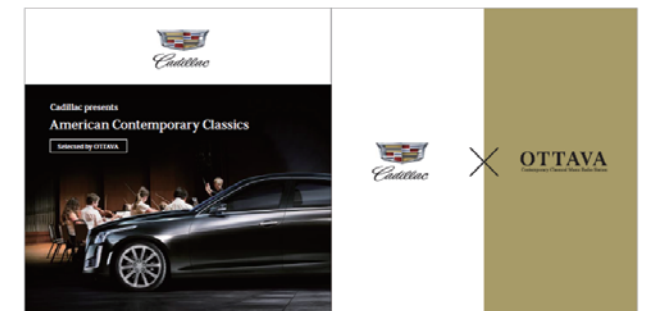 Cadillac
Cadillac presents
American Contemporary Classics
Selected by OTTAVA
Cadillac
OTTAVA
Contemporary Classical Music Radio Station